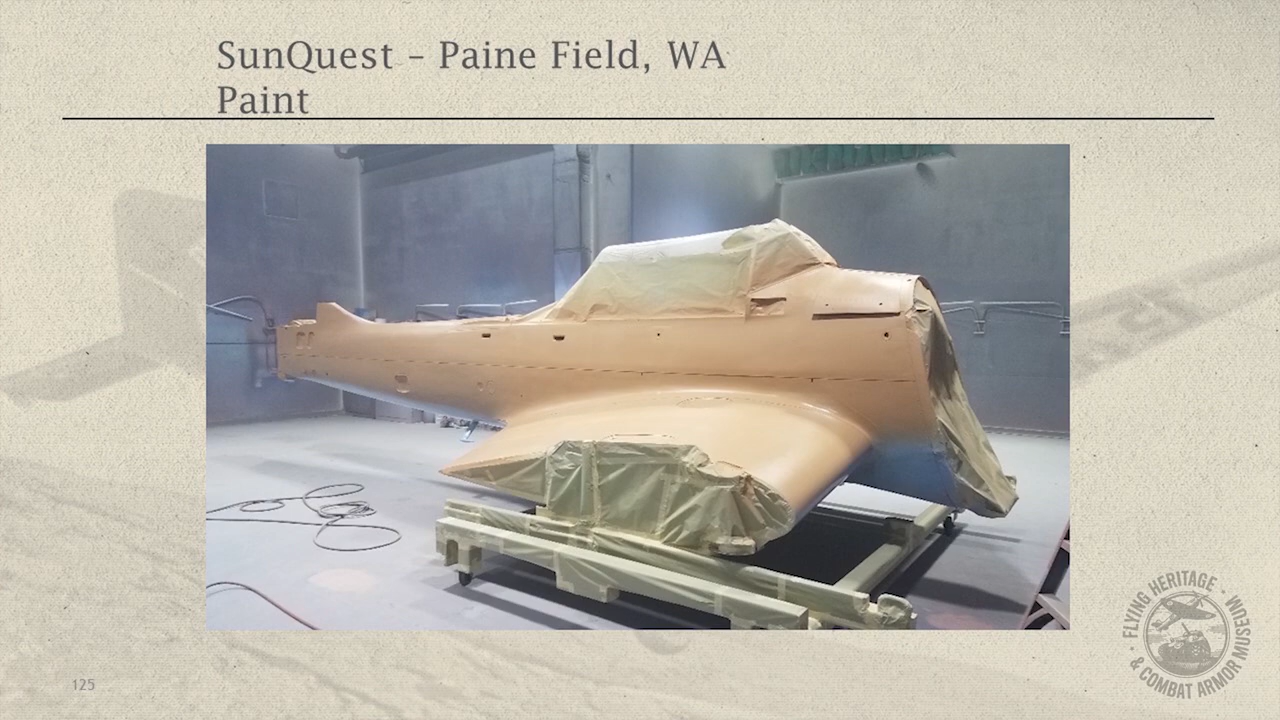 SunQuest – Paine Field, WA
Paint
125
FLYING HERITAGE
& COMBAT ARMOR MUSEUM